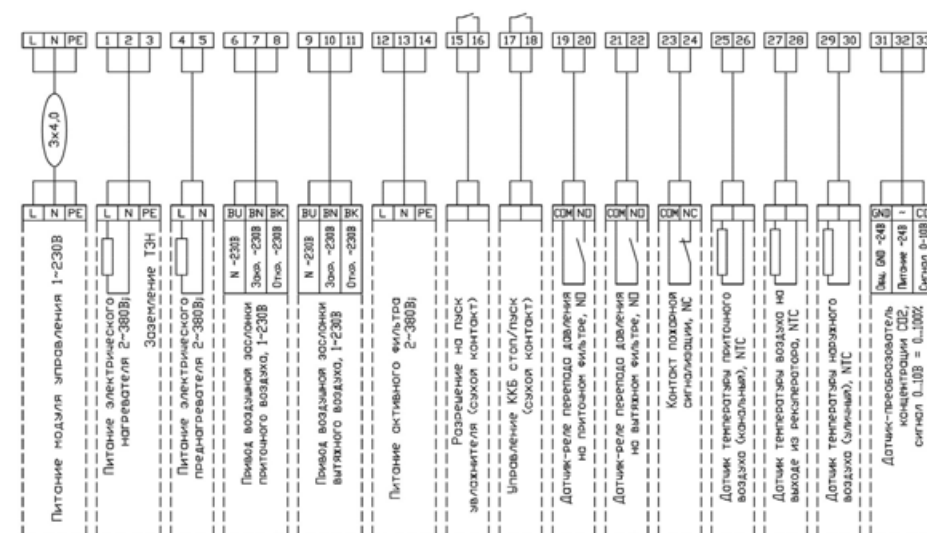 L N PE 1 2 3 4 5 6 7 8 9 10 11 12 13 14 15 16 17 18 19 20 21 22 23 24 25 26 27 28 29 30 31 32 33
3x4,0
L N PE
Питание модуля управления 1~230В
L N PE
Питание электрического
нагревателя 2~380В;
Заземление ТЭН
L N
Питание электрического
преднагревателя 2~380В;
BU BN BK
N ~230В
Закр. ~230В
Откр. ~230В
Привод воздушной заслонки
приточного воздуха, 1~230В
BU BN BK
N ~230В
Закр. ~230В
Откр. ~230В
Привод воздушной заслонки
вытяжного воздуха, 1~230В
L N PE
Питание активного фильтра
2~380В;
Разрешение на пуск
увлажнителя (сухой контакт)
Управление ККБ стоп/пуск
(сухой контакт)
COM NO
Датчик-реле перепада давления
на приточном фильтре, NO
COM NO
Датчик-реле перепада давления
на вытяжном фильтре, NO
COM NC
Контакт пожарной
сигнализации, NC
Датчик температуры приточного
воздуха (канальный), NTC
Датчик температуры воздуха на
выходе из рекуператора, NTC
Датчик температуры наружного
воздуха (уличный), NTC
GND ~
Общ. GND ~24В
Питание ~24В
Сигнал 0-10В
Датчик-преобразователь
концентрации CO2,
сигнал 0..10В = 0..100%